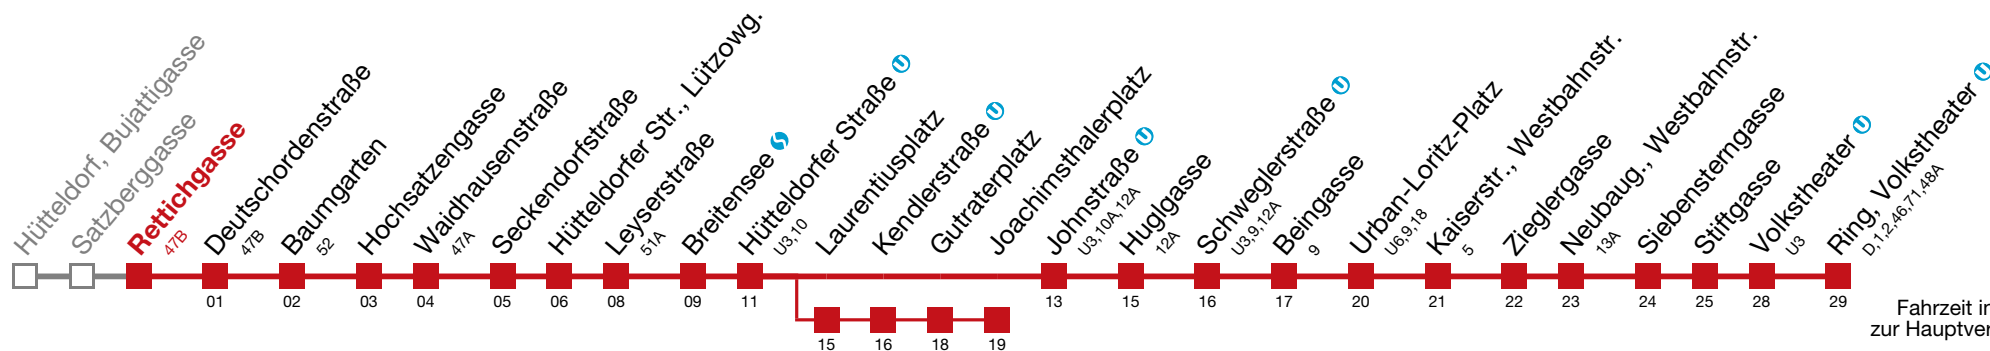 Hütteldorf, Bujattigasse
Satzberggasse
Rettichgasse
47B
Deutschordenstraße
47B
Baumgarten
52
Hochsatzengasse
Waidhausenstraße
47A
Seckendorfstraße
Hütteldorfer Str., Lützowg.
Leyserstraße
51A
Breitensee
Hütteldorfer Straße U
U3,10
Laurentiusplatz
Kendlerstraße U
Gutraterplatz
Joachimsthalerplatz
Johnstraße U
U3,10A,12A
Huglgasse
12A
Schweglerstraße U
U3,9,12A
Beingasse
9
Urban-Loritz-Platz
U6,9,18
Kaiserstr., Westbahnstr.
5
Zieglergasse
Neubaug., Westbahnstr.
13A
Siebensterngasse
Stiftgasse
Volkstheater U
U3
Ring, Volkstheater U
D,1,2,46,71,48A
01 02 03 04 05 06 08 09 11 13 15 16 17 20 21 22 23 24 25 28 29
15 16 18 19
Fahrzeit in
zur Hauptver